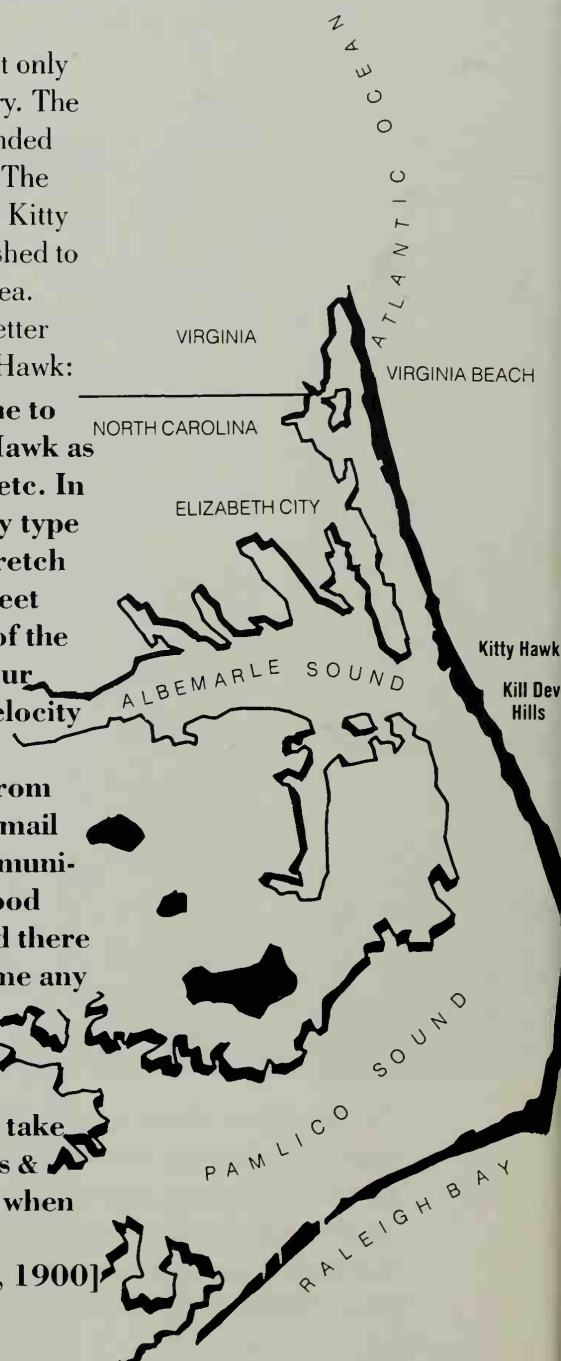 t only
ry. The
nded
The
Kitty
shed to
ea.
etter
Hawk:
ne to
Hawk as
etc. In
y type
retch
eet
of the
ur
elocity
rom
mail
muni-
ood
d there
me any
take
s &
when
, 1900]
ATLANTIC OCEAN
VIRGINIA
VIRGINIA BEACH
NORTH CAROLINA
ELIZABETH CITY
Kitty Hawk
Kill Dev
Hills
ALBEMARLE SOUND
PAMLICO SOUND
RALEIGH BAY